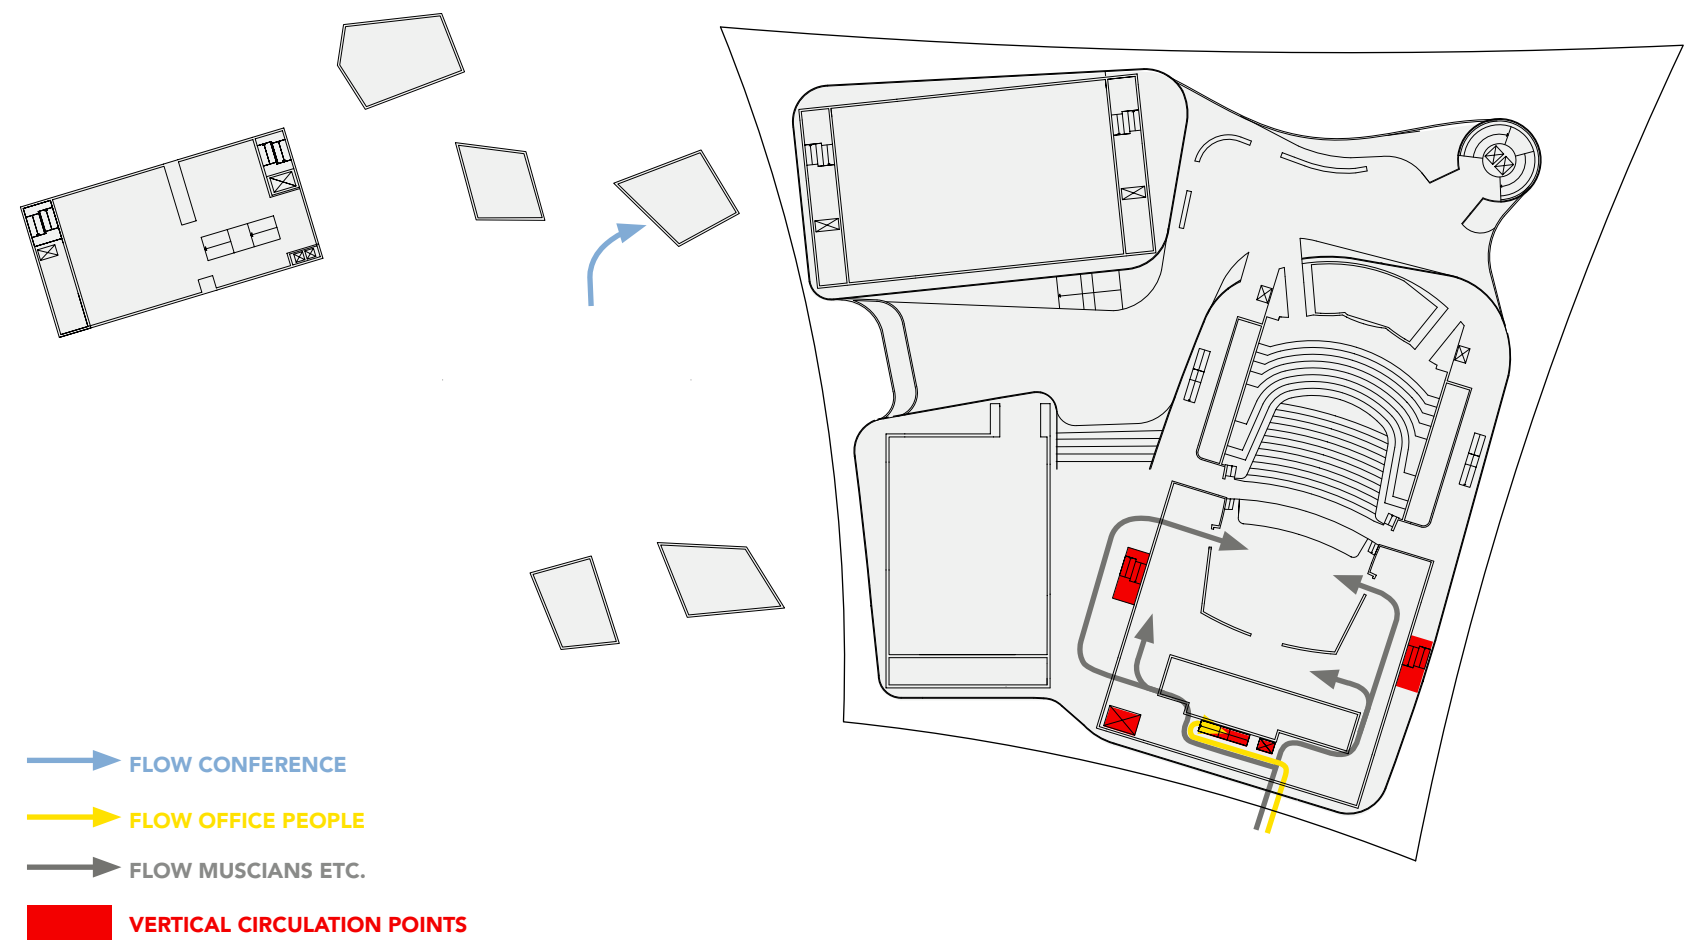 FLOW CONFERENCE
FLOW OFFICE PEOPLE
FLOW MUSCIANS ETC.
VERTICAL CIRCULATION POINTS